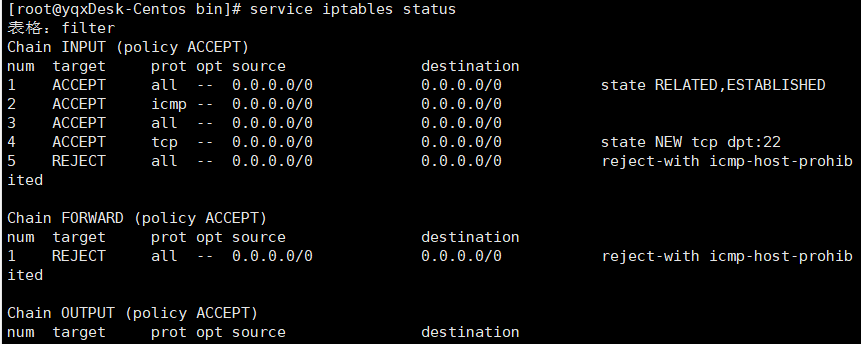 [root@yqxDesk-Centos bin]# service iptables status
表格：filter
Chain INPUT (policy ACCEPT)
num  target     prot opt source               destination
1    ACCEPT     all  --  0.0.0.0/0            0.0.0.0/0           state RELATED,ESTABLISHED
2    ACCEPT     icmp --  0.0.0.0/0            0.0.0.0/0
3    ACCEPT     all  --  0.0.0.0/0            0.0.0.0/0
4    ACCEPT     tcp  --  0.0.0.0/0            0.0.0.0/0           state NEW tcp dpt:22
5    REJECT     all  --  0.0.0.0/0            0.0.0.0/0           reject-with icmp-host-prohib
ited
Chain FORWARD (policy ACCEPT)
num  target     prot opt source               destination
1    REJECT     all  --  0.0.0.0/0            0.0.0.0/0           reject-with icmp-host-prohib
ited
Chain OUTPUT (policy ACCEPT)
num  target     prot opt source               destination